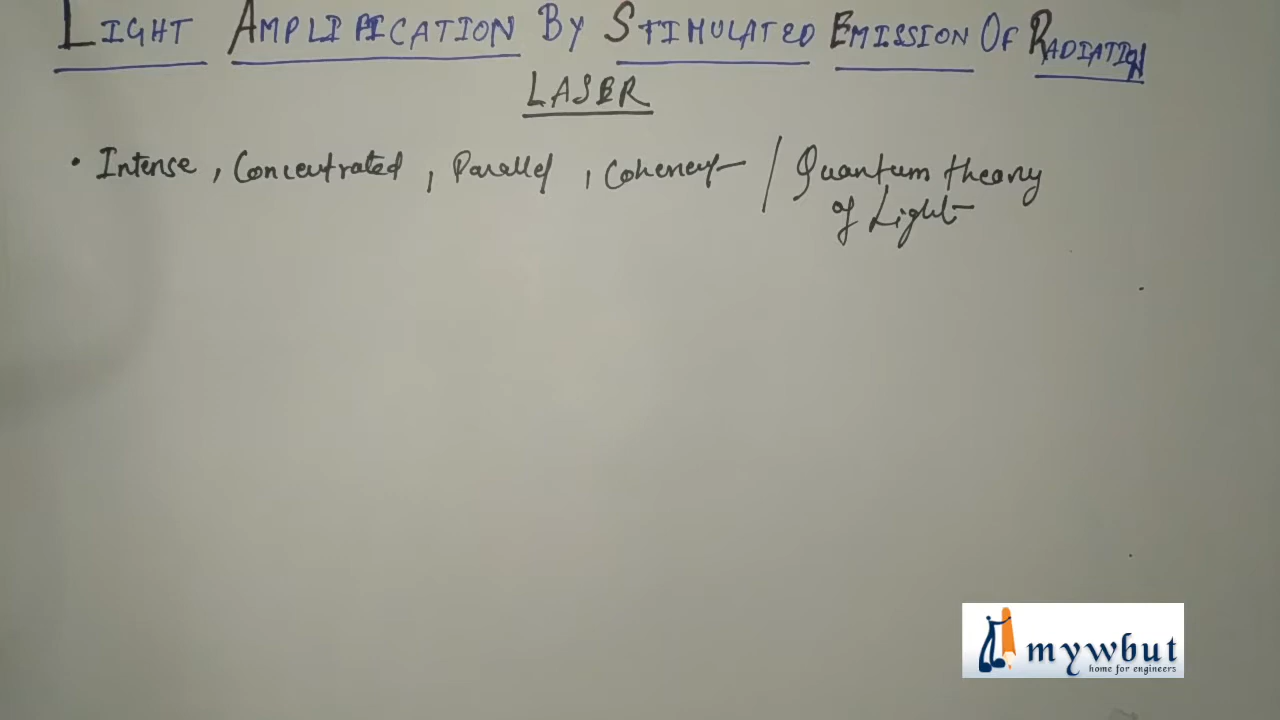 LIGHT AMPLIFICATION BY STIMULATED EMISSION OF RADIATION
LASER
• Intense, Concentrated, Parallel, Coherent / Quantum theory
of Light
mywbut
home for engineers